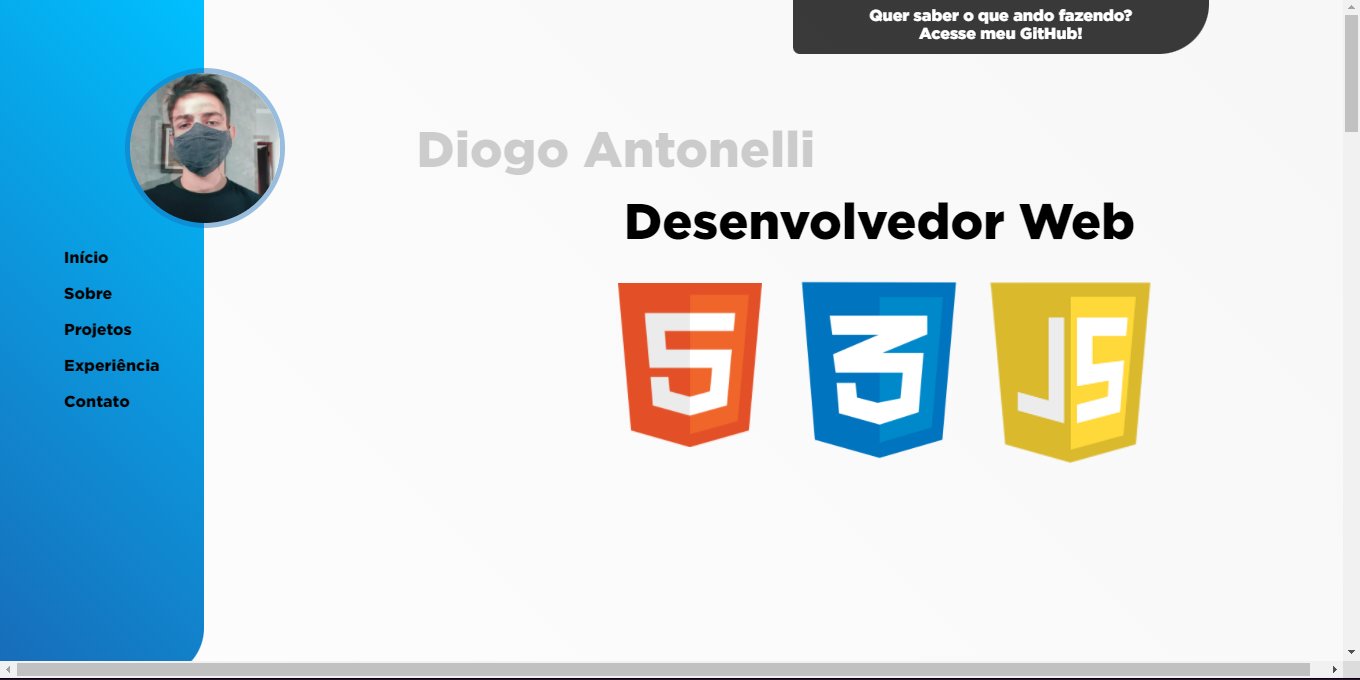 Quer saber o que ando fazendo?
Acesse meu GitHub!
Diogo Antonelli
Desenvolvedor Web
5
3
JS
Início
Sobre
Projetos
Experiência
Contato